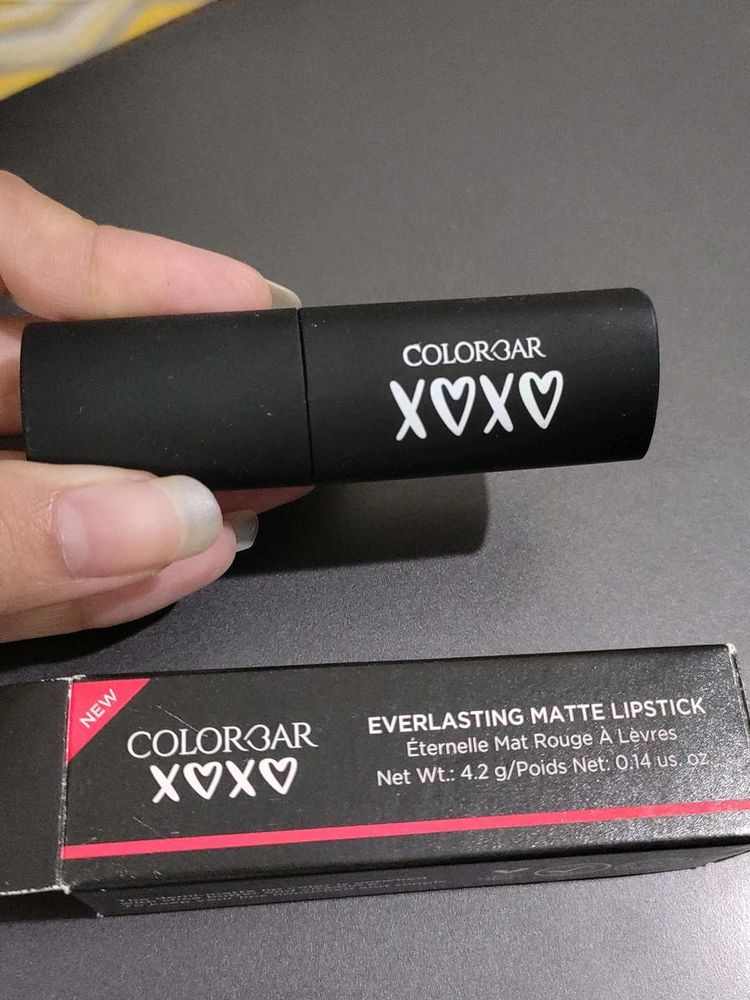 COLORBAR
XOXO
NEW
COLORBAR
XOXO
EVERLASTING MATTE LIPSTICK
Éternelle Mat Rouge À Lèvres
Net Wt.: 4.2 g/Poids Net: 0.14 us. oz